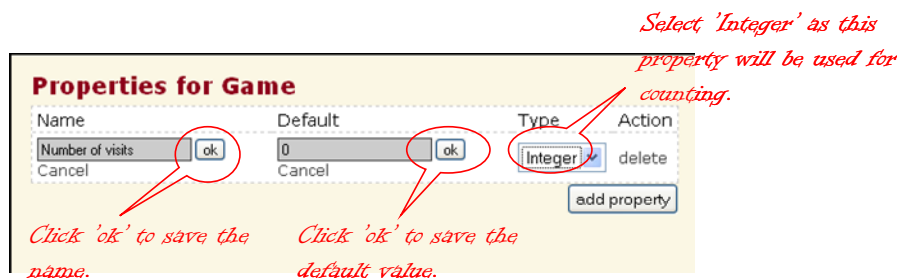 Select 'Integer' as this
property will be used for
counting.
Properties for Game
Name Default Type Action
Number of visits ok 0 ok Integer delete
Cancel Cancel
add property
Click 'ok' to save the
name.
Click 'ok' to save the
default value.